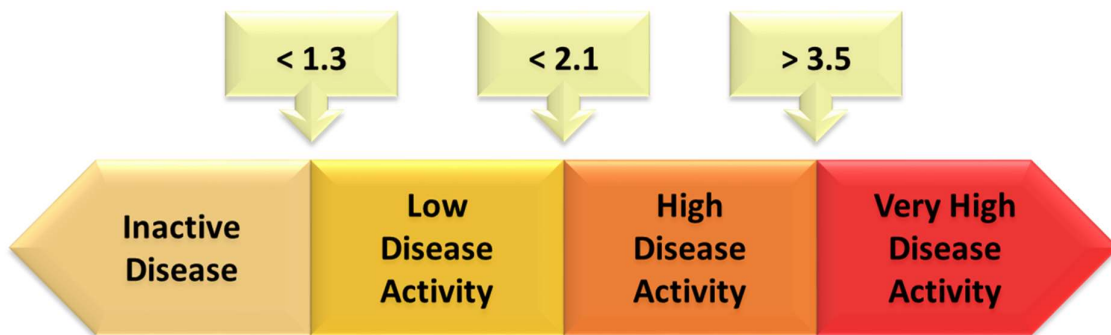 < 1.3
< 2.1
> 3.5
Inactive
Disease
Low
Disease
Activity
High
Disease
Activity
Very High
Disease
Activity